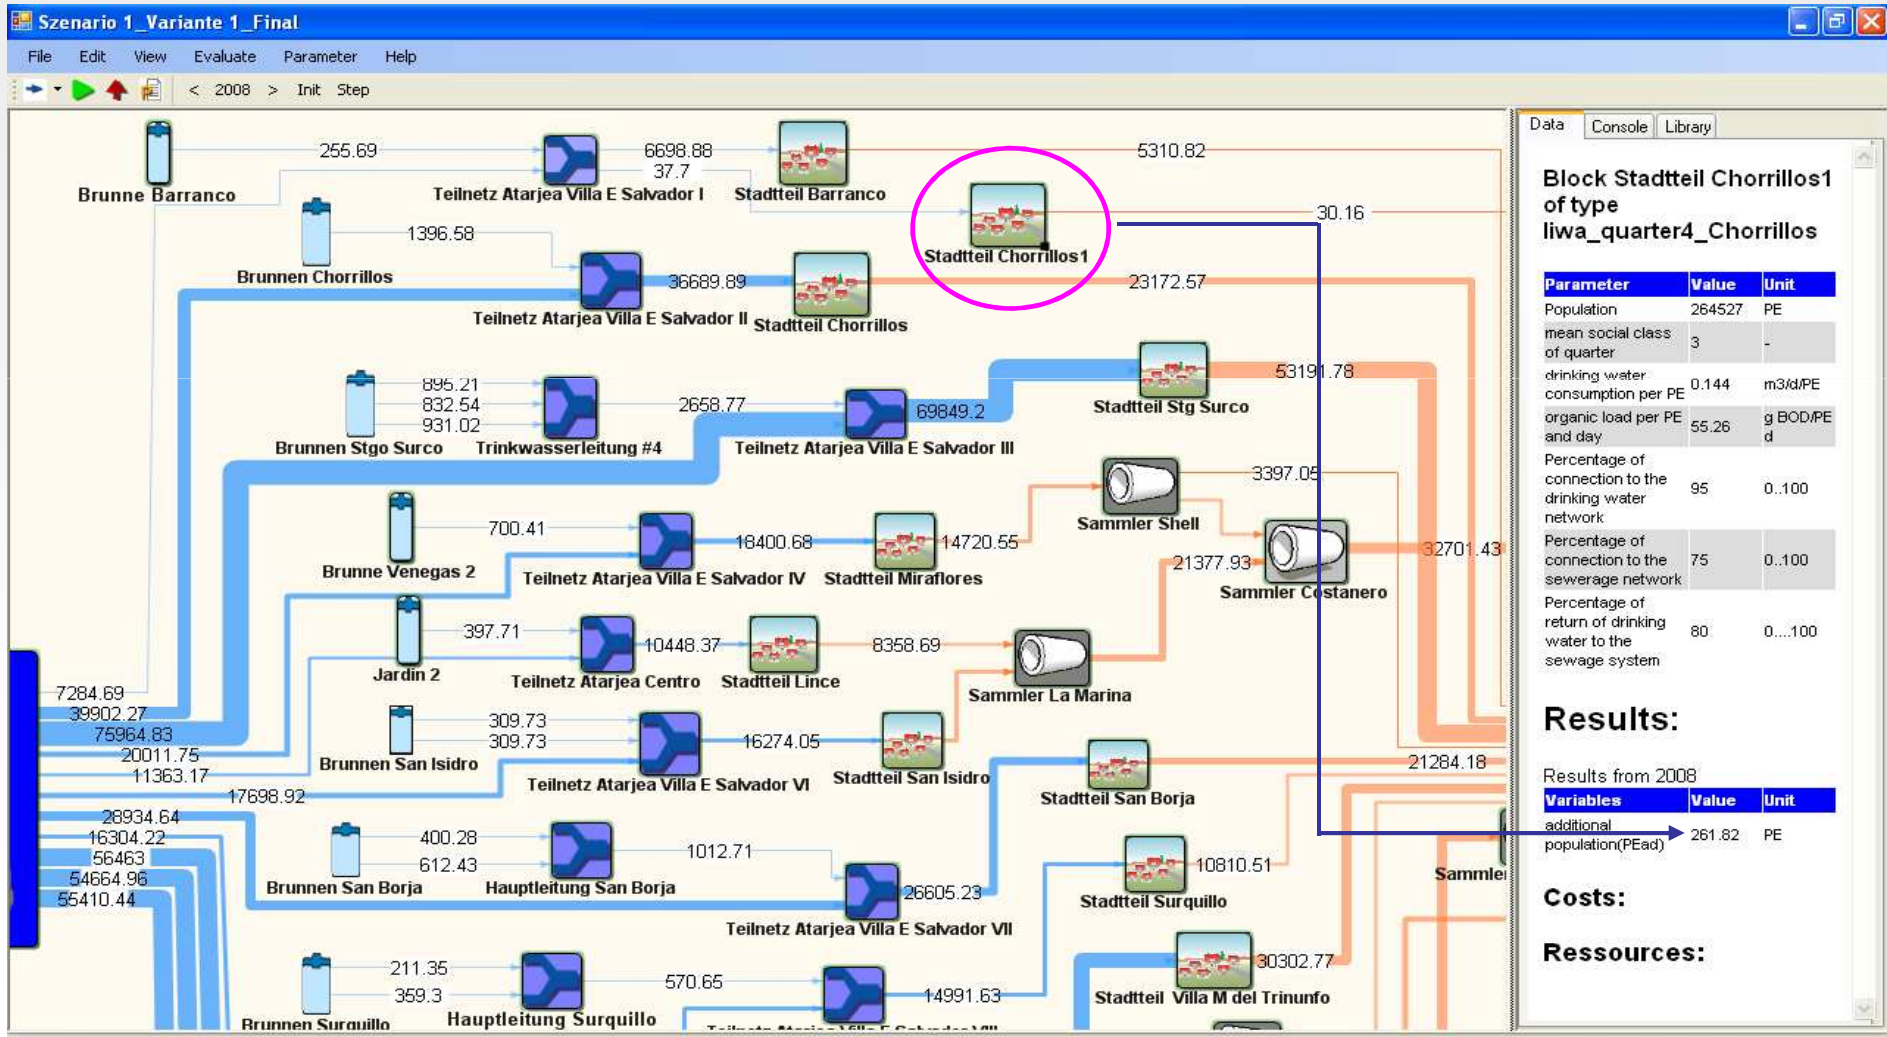 Szenario 1_Variante 1_Final
File Edit View Evaluate Parameter Help
< 2008 > Init Step
Brunne Barranco
255.69
Teilnetz Atarjea Villa E Salvador I
6698.88
37.7
Stadtteil Barranco
5310.82
Stadtteil Chorrillos1
30.16
Brunnen Chorrillos
1396.58
Teilnetz Atarjea Villa E Salvador II
36689.89
Stadtteil Chorrillos
23172.57
Brunnen Stgo Surco
895.21
832.54
931.02
Trinkwasserleitung #4
2658.77
Teilnetz Atarjea Villa E Salvador III
69849.2
Stadtteil Stg Surco
53191.78
Brunne Venegas 2
700.41
Teilnetz Atarjea Villa E Salvador IV
18400.68
Stadtteil Miraflores
14720.55
Sammler Shell
3397.05
Sammler Costanero
21377.93
32701.43
Jardin 2
397.71
Teilnetz Atarjea Centro
10448.37
Stadtteil Lince
8358.69
Sammler La Marina
Brunnen San Isidro
309.73
309.73
Teilnetz Atarjea Villa E Salvador VI
16274.05
Stadtteil San Isidro
Stadtteil San Borja
21284.18
7284.69
39902.27
75964.83
20011.75
11363.17
17698.92
28934.64
16304.22
56463
54664.96
55410.44
Brunnen San Borja
400.28
612.43
Hauptleitung San Borja
1012.71
Teilnetz Atarjea Villa E Salvador VII
26605.23
Stadtteil Surquillo
10810.51
Sammler
Brunnen Surquillo
211.35
359.3
Hauptleitung Surquillo
570.65
Teilnetz Atarjea Villa E Salvador VIII
14991.63
Stadtteil Villa M del Trinunfo
30302.77
Data Console Library
Block Stadtteil Chorrillos1
of type
liwa_quarter4_Chorrillos
Parameter Value Unit
Population 264527 PE
mean social class
of quarter 3 -
drinking water
consumption per PE 0.144 m3/d/PE
organic load per PE
and day 55.26 g BOD/PE
d
Percentage of
connection to the
drinking water
network 95 0..100
Percentage of
connection to the
sewerage network 75 0..100
Percentage of
return of drinking
water to the
sewage system 80 0....100
Results:
Results from 2008
Variables Value Unit
additional
population(PEad) 261.82 PE
Costs:
Ressources: